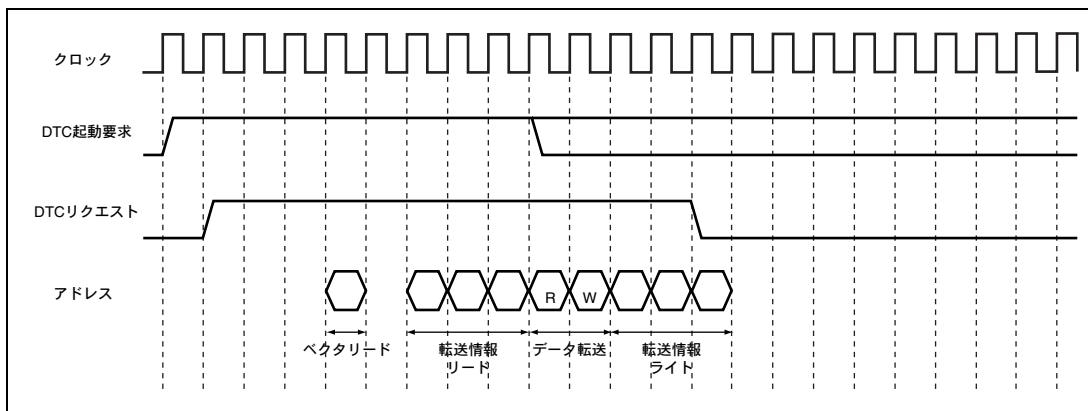 クロック
DTC起動要求
DTCリクエスト
アドレス
R W
ベクタリード
転送情報
リード
データ転送
転送情報
ライト